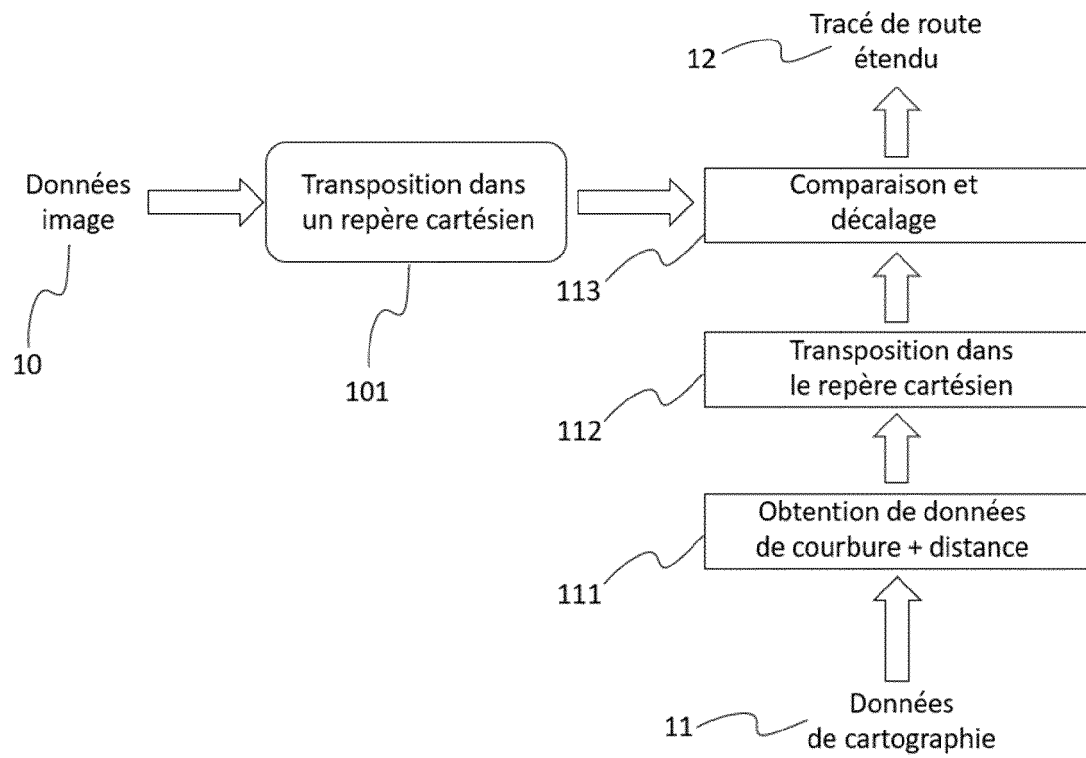 Tracé de route
étendu
12
Données
image
10
Transposition dans
un repère cartésien
101
Comparaison et
décalage
113
Transposition dans
le repère cartésien
112
Obtention de données
de courbure + distance
111
Données
de cartographie
11